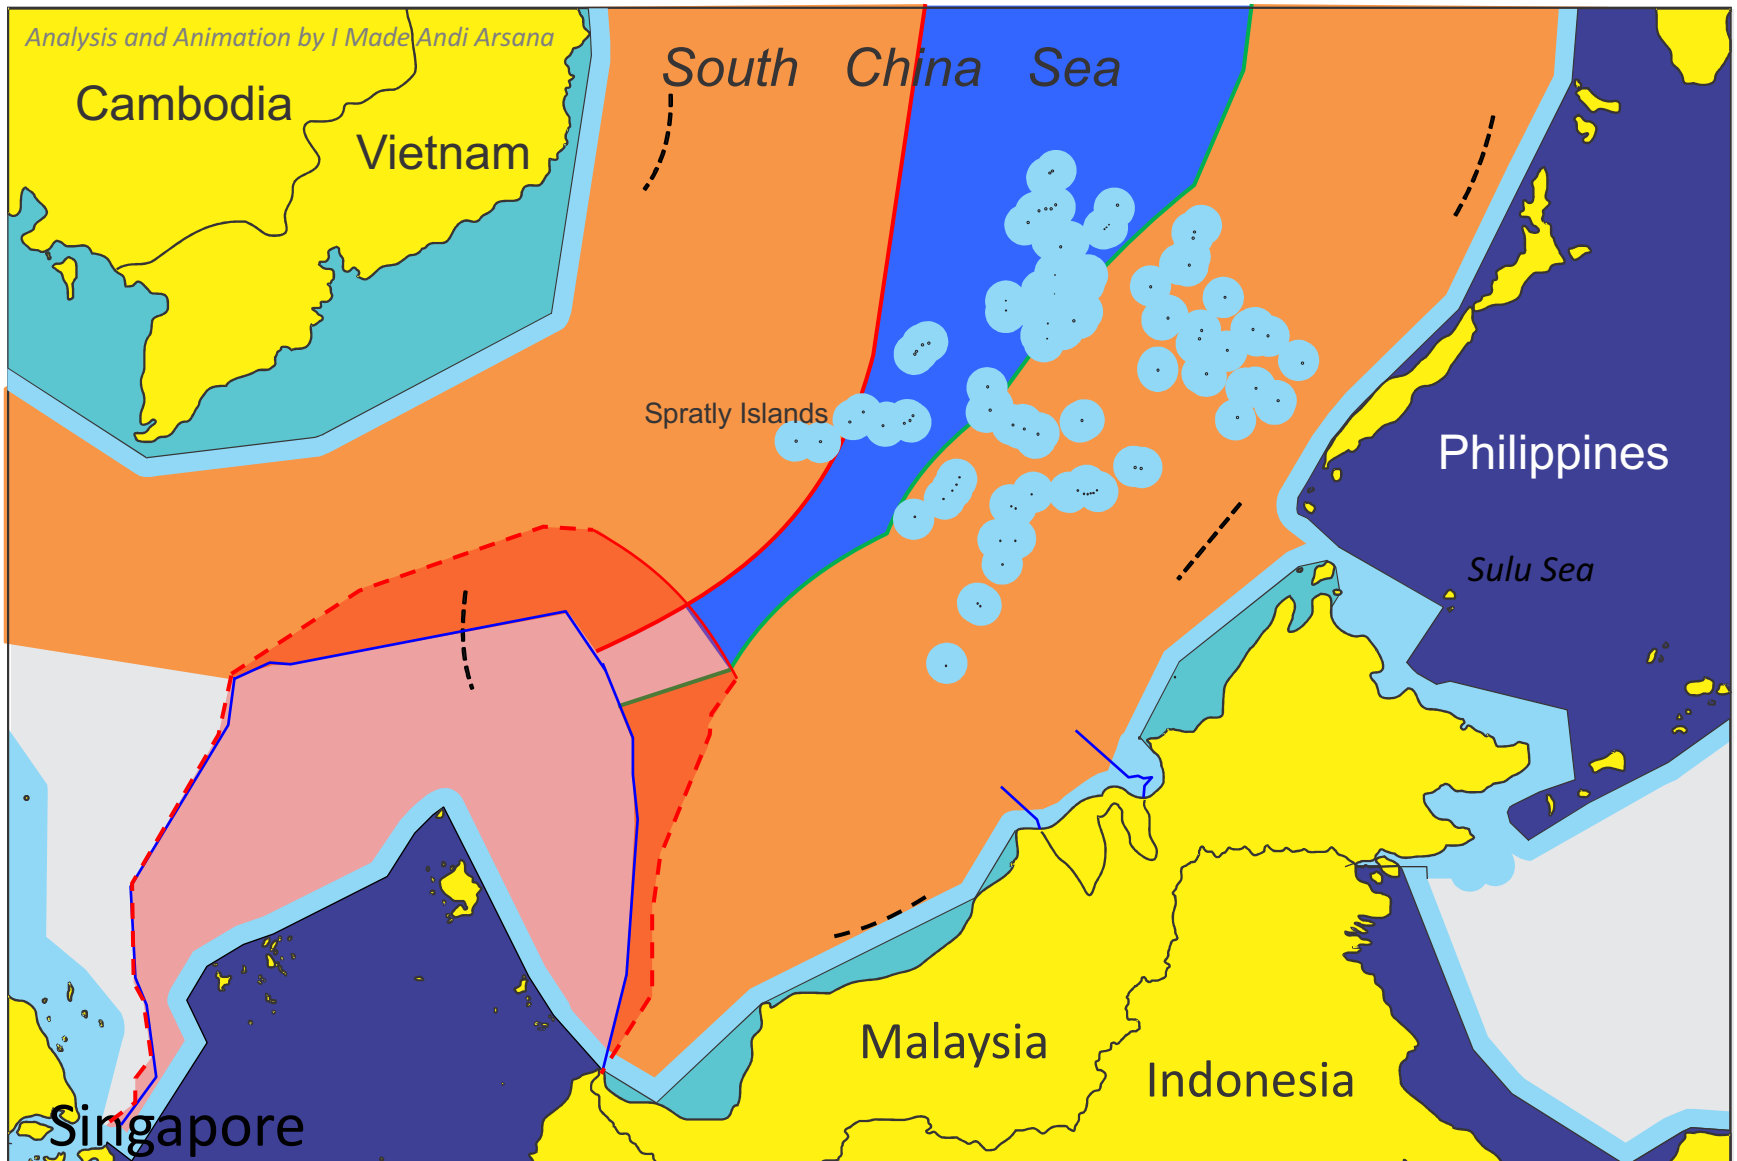 Analysis and Animation by I Made Andi Arsana
South China Sea
Cambodia
Vietnam
Spratly Islands
Philippines
Sulu Sea
Malaysia
Indonesia
Singapore